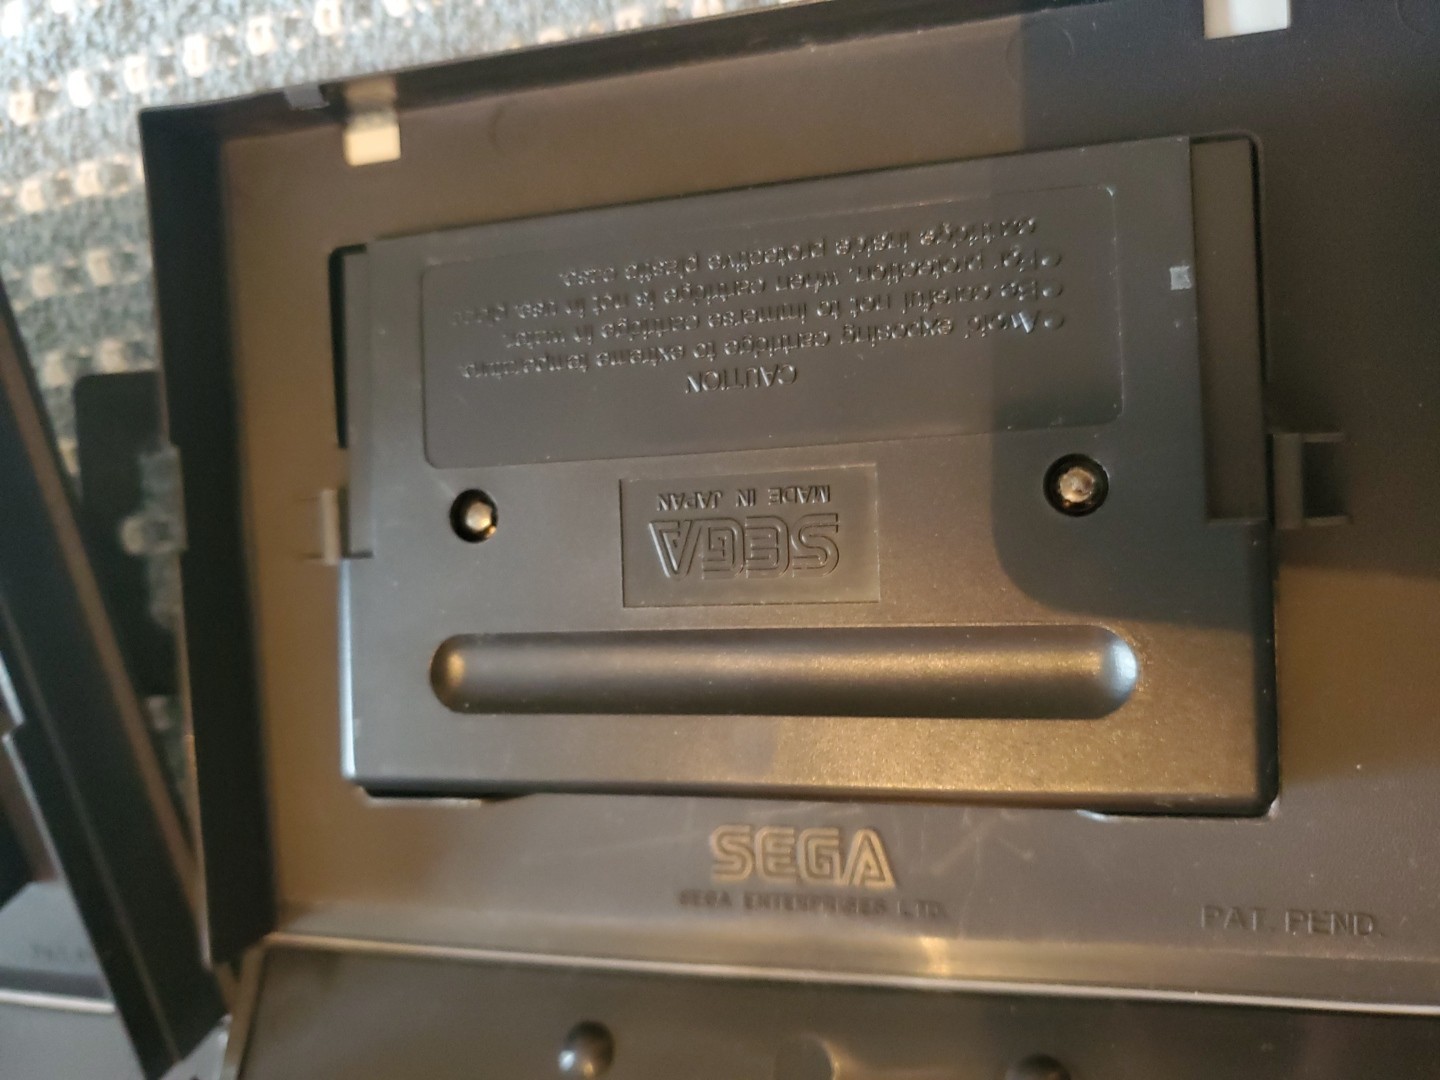 CAUTION
•Avoid exposing cartridge to extreme temperature.
•Be careful not to immerse cartridge in water.
•For protection, when cartridge is not in use, place
cartridge inside protective plastic case.
SEGA
MADE IN JAPAN
SEGA
SEGA ENTERPRISES LTD.
PAT. PEND.